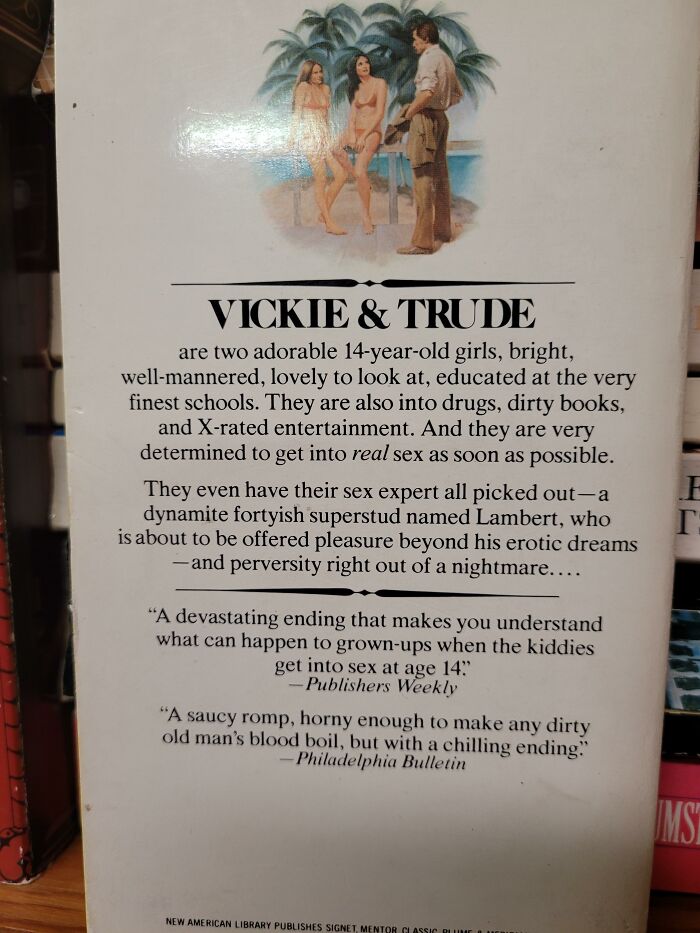 VICKIE & TRUDE
are two adorable 14-year-old girls, bright,
well-mannered, lovely to look at, educated at the very
finest schools. They are also into drugs, dirty books,
and X-rated entertainment. And they are very
determined to get into real sex as soon as possible.
They even have their sex expert all picked out—a
dynamite fortyish superstud named Lambert, who
is about to be offered pleasure beyond his erotic dreams
—and perversity right out of a nightmare....
“A devastating ending that makes you understand
what can happen to grown-ups when the kiddies
get into sex at age 14.”
—Publishers Weekly
“A saucy romp, horny enough to make any dirty
old man's blood boil, but with a chilling ending.”
—Philadelphia Bulletin
NEW AMERICAN LIBRARY PUBLISHES SIGNET, MENTOR, CLASSIC, PLUME &